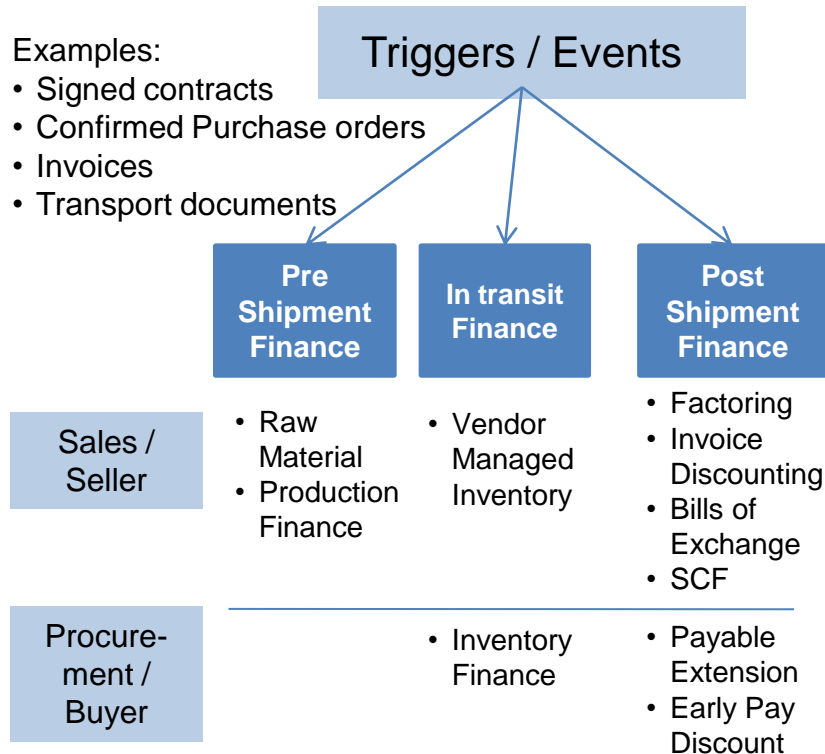 Triggers / Events
Examples:
• Signed contracts
• Confirmed Purchase orders
• Invoices
• Transport documents
Pre
Shipment
Finance
In transit
Finance
Post
Shipment
Finance
Sales /
Seller
• Raw
Material
• Production
Finance
• Vendor
Managed
Inventory
• Factoring
• Invoice
Discounting
• Bills of
Exchange
• SCF
Procure-
ment /
Buyer
• Inventory
Finance
• Payable
Extension
• Early Pay
Discount